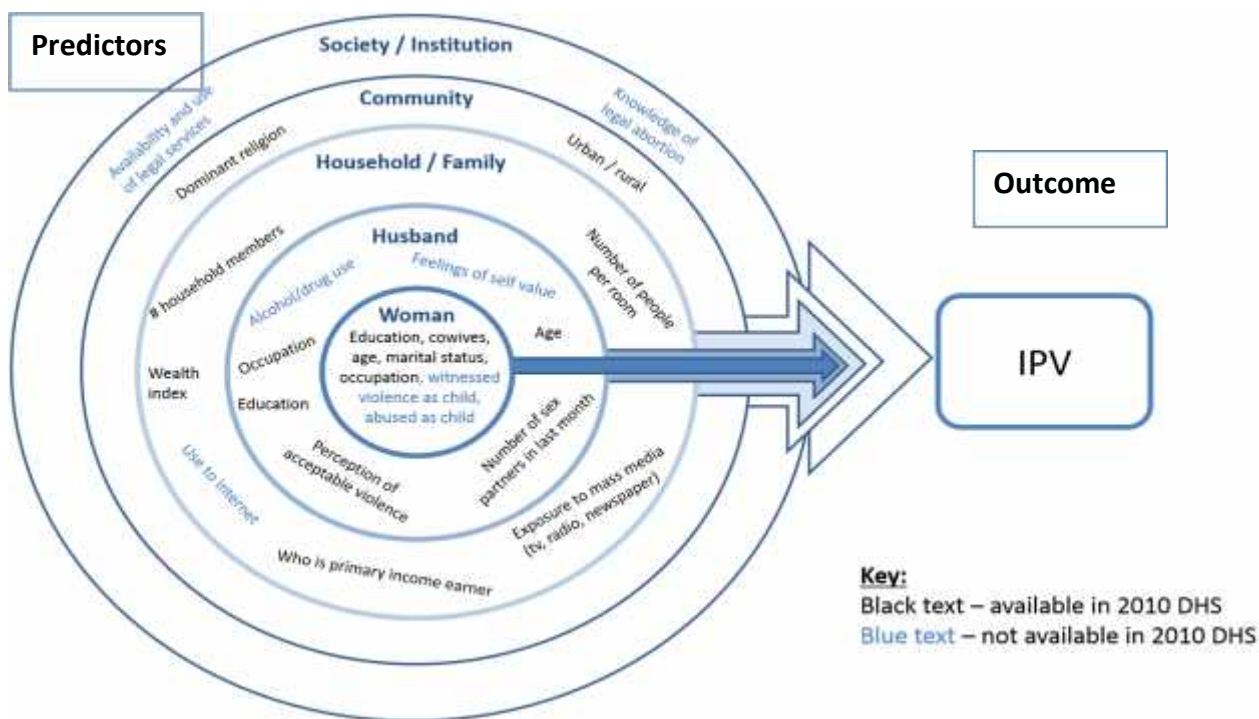 Predictors
Society / Institution
Availability and use
of legal services
Knowledge of
legal abortion
Community
Dominant religion
Urban / rural
Household / Family
# household members
Number of people
per room
Wealth
index
Use to Internet
Who is primary income earner
Exposure to mass media
(tv, radio, newspaper)
Husband
Alcohol/drug use
Feelings of self value
Occupation
Age
Education
Perception of
acceptable violence
Number of sex
partners in last month
Woman
Education, cowives,
age, marital status,
occupation, witnessed
violence as child,
abused as child
Outcome
IPV
Key:
Black text – available in 2010 DHS
Blue text – not available in 2010 DHS